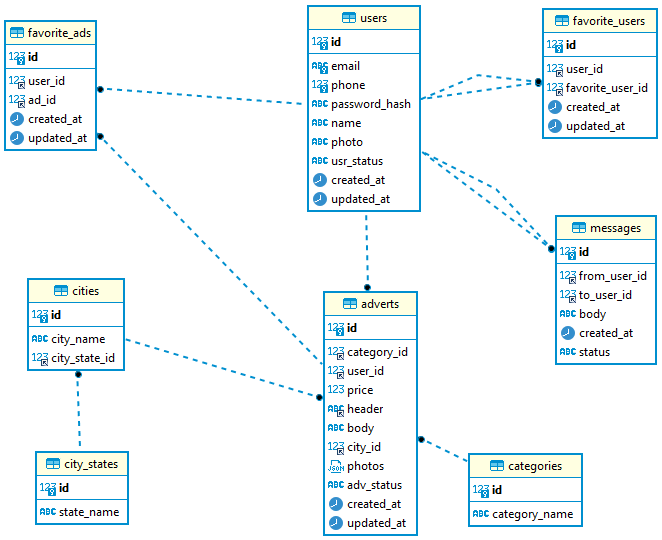 favorite_ads
123 id
123 user_id
123 ad_id
created_at
updated_at
users
123 id
ABC email
123 phone
ABC password_hash
ABC name
ABC photo
ABC usr_status
created_at
updated_at
favorite_users
123 id
123 user_id
123 favorite_user_id
created_at
updated_at
messages
123 id
123 from_user_id
123 to_user_id
ABC body
created_at
ABC status
cities
123 id
ABC city_name
123 city_state_id
adverts
123 id
123 category_id
123 user_id
123 price
ABC header
ABC body
123 city_id
JSON photos
ABC adv_status
created_at
updated_at
city_states
123 id
ABC state_name
categories
123 id
ABC category_name